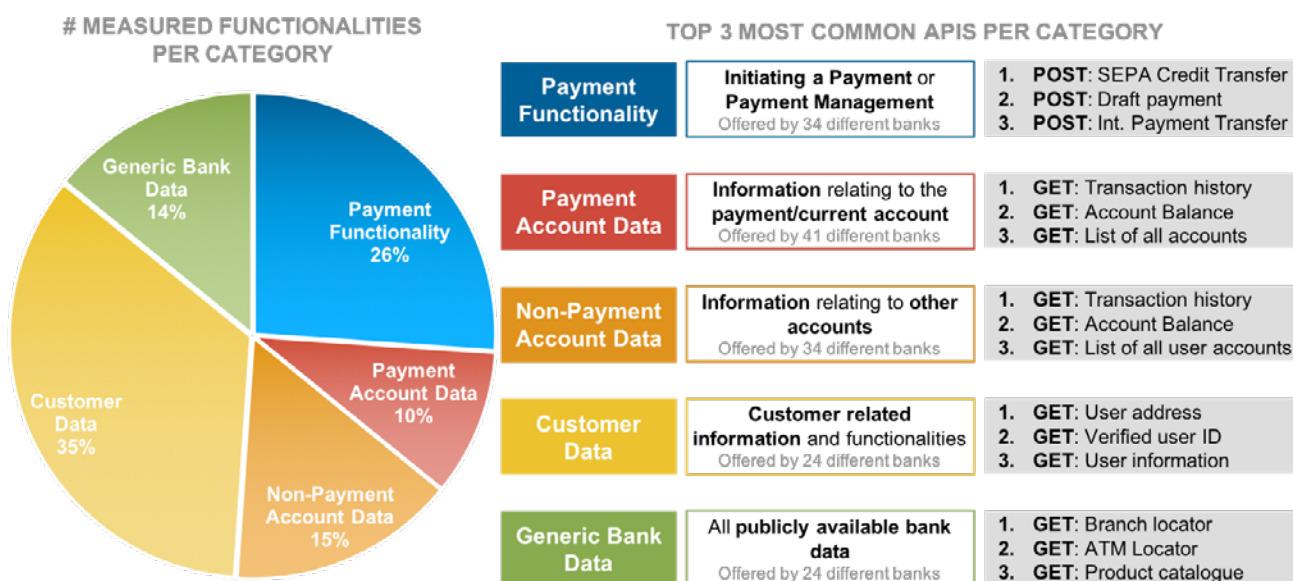 # MEASURED FUNCTIONALITIES
PER CATEGORY
Generic Bank
Data
14%
Payment
Functionality
26%
Payment
Account Data
10%
Customer
Data
35%
Non-Payment
Account Data
15%
TOP 3 MOST COMMON APIS PER CATEGORY
Payment
Functionality
Initiating a Payment or
Payment Management
Offered by 34 different banks
1. POST: SEPA Credit Transfer
2. POST: Draft payment
3. POST: Int. Payment Transfer
Payment
Account Data
Information relating to the
payment/current account
Offered by 41 different banks
1. GET: Transaction history
2. GET: Account Balance
3. GET: List of all accounts
Non-Payment
Account Data
Information relating to other
accounts
Offered by 34 different banks
1. GET: Transaction history
2. GET: Account Balance
3. GET: List of all user accounts
Customer
Data
Customer related
information and functionalities
Offered by 24 different banks
1. GET: User address
2. GET: Verified user ID
3. GET: User information
Generic Bank
Data
All publicly available bank
data
Offered by 24 different banks
1. GET: Branch locator
2. GET: ATM Locator
3. GET: Product catalogue